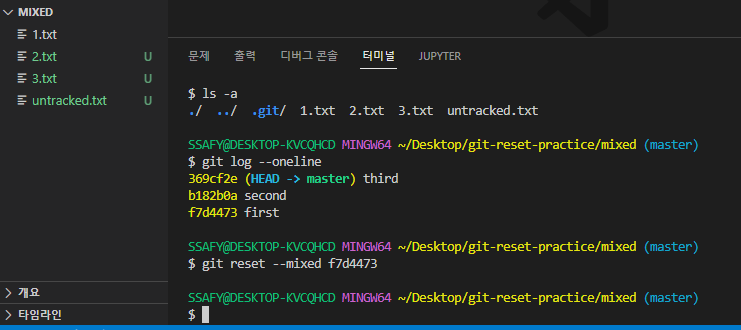 MIXED
1.txt
2.txt U
3.txt U
untracked.txt U
개요
타임라인
문제 출력 디버그 콘솔 터미널 JUPYTER
$ ls -a
./ ../ .git/ 1.txt 2.txt 3.txt untracked.txt
SSAFY@DESKTOP-KVCQHCD MINGW64 ~/Desktop/git-reset-practice/mixed (master)
$ git log --oneline
369cf2e (HEAD -> master) third
b182b0a second
f7d4473 first
SSAFY@DESKTOP-KVCQHCD MINGW64 ~/Desktop/git-reset-practice/mixed (master)
$ git reset --mixed f7d4473
SSAFY@DESKTOP-KVCQHCD MINGW64 ~/Desktop/git-reset-practice/mixed (master)
$